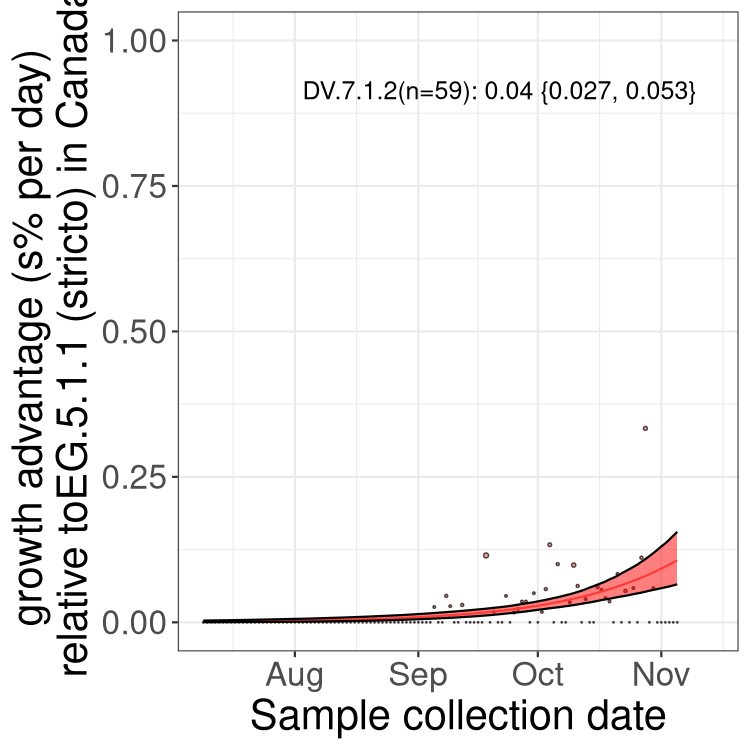 growth advantage (s% per day)
relative toEG.5.1.1 (stricto) in Canada
1.00
0.75
0.50
0.25
0.00
DV.7.1.2(n=59): 0.04 {0.027, 0.053}
Aug Sep Oct Nov
Sample collection date